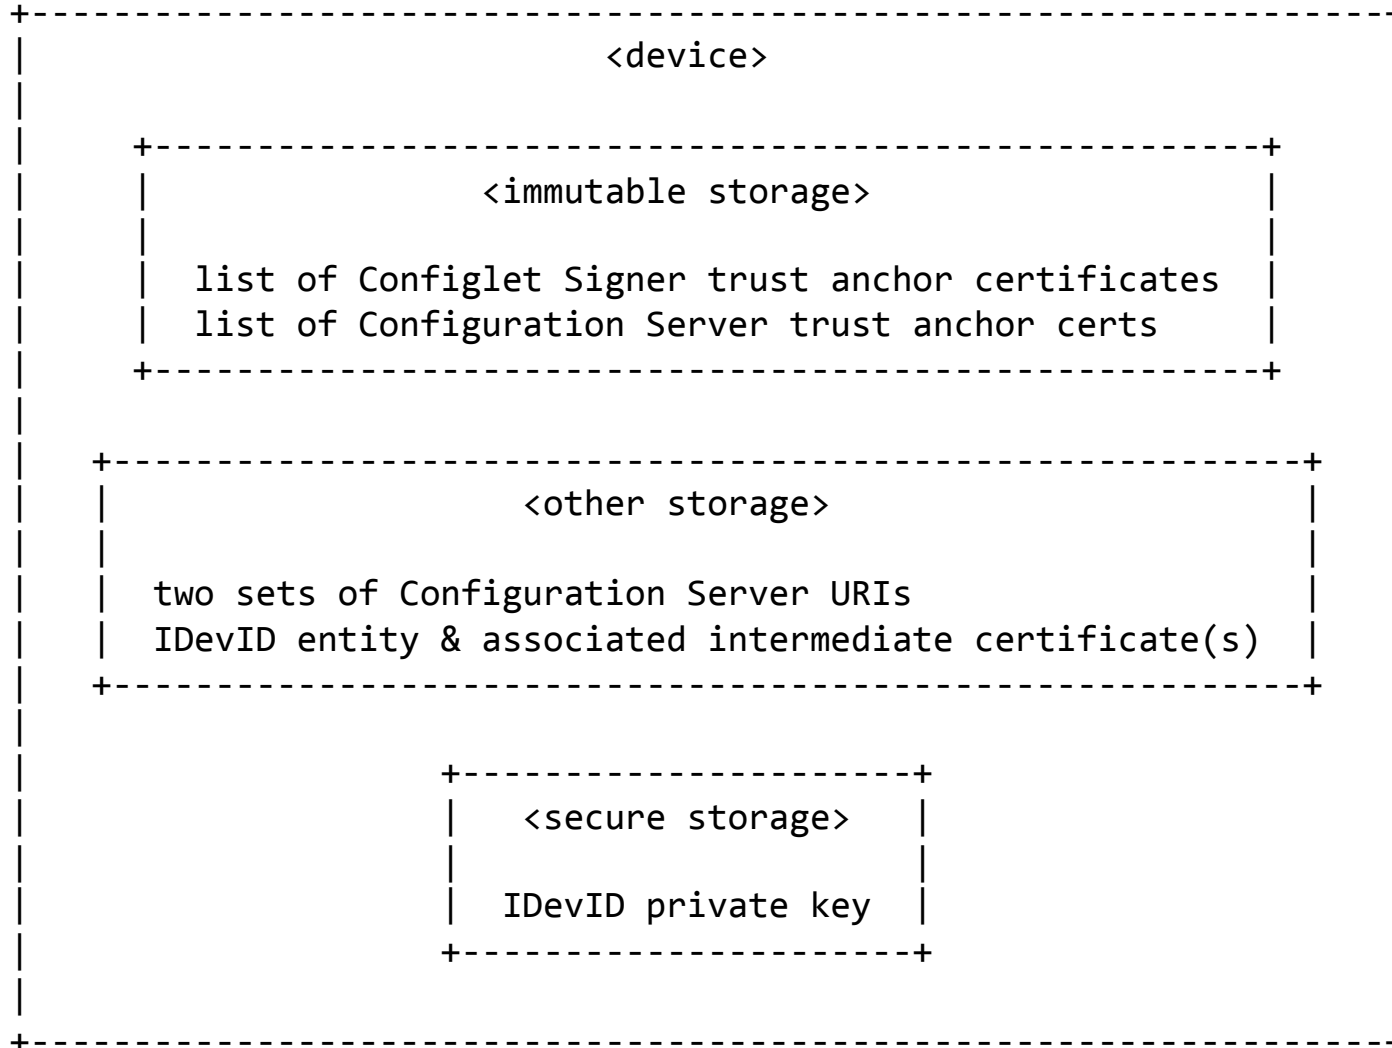 <device>
<immutable storage>
list of Configlet Signer trust anchor certificates
list of Configuration Server trust anchor certs
<other storage>
two sets of Configuration Server URIs
IDevID entity & associated intermediate certificate(s)
<secure storage>
IDevID private key